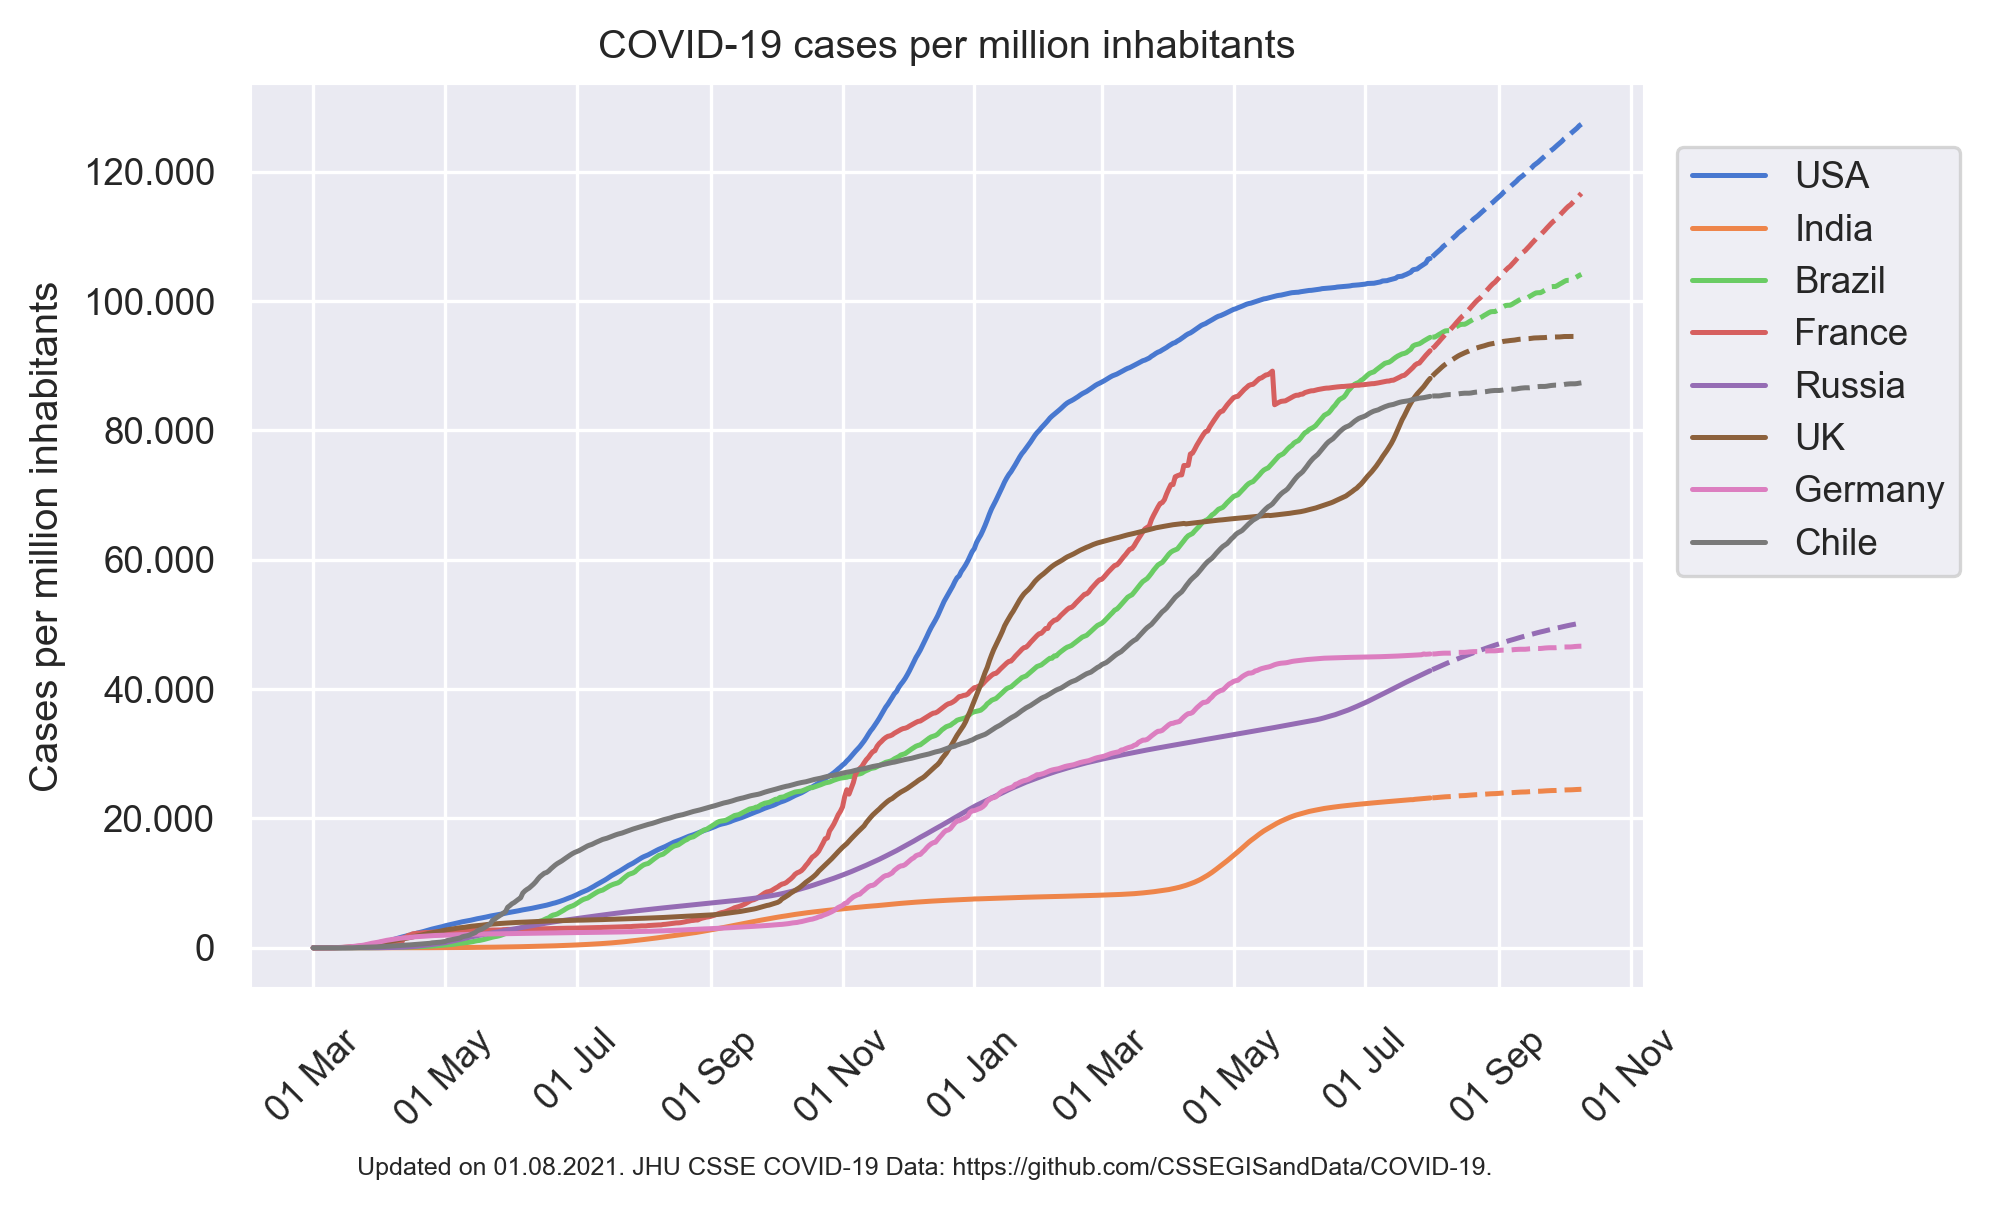 COVID-19 cases per million inhabitants
Cases per million inhabitants
120.000
100.000
80.000
60.000
40.000
20.000
0
01 Mar
01 May
01 Jul
01 Sep
01 Nov
01 Jan
01 Mar
01 May
01 Jul
01 Sep
01 Nov
USA
India
Brazil
France
Russia
UK
Germany
Chile
Updated on 01.08.2021. JHU CSSE COVID-19 Data: https://github.com/CSSEGISandData/COVID-19.